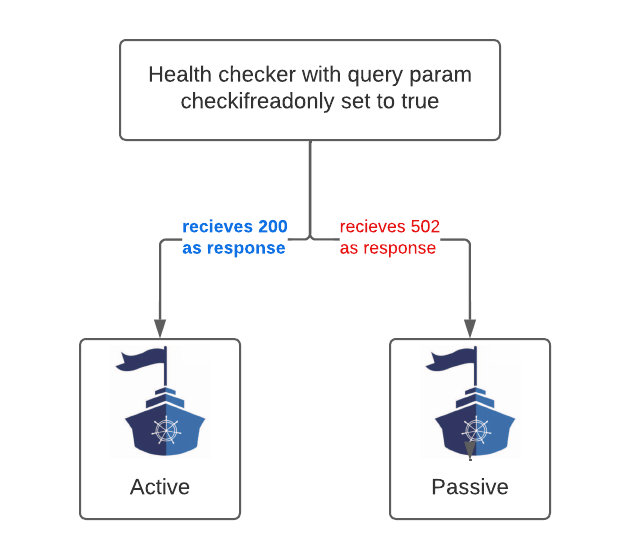 Health checker with query param
checkifreadonly set to true
recieves 200
as response
recieves 502
as response
Active
Passive